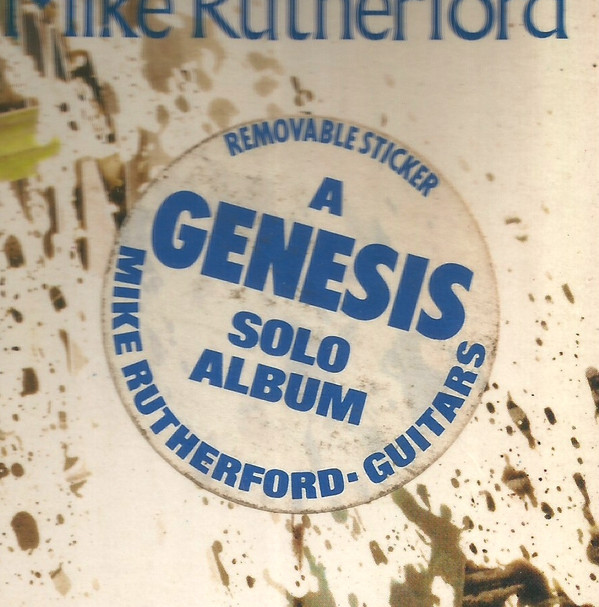 Mike Rutherford
REMOVABLE STICKER
A
GENESIS
SOLO
ALBUM
MIKE RUTHERFORD-GUITARS